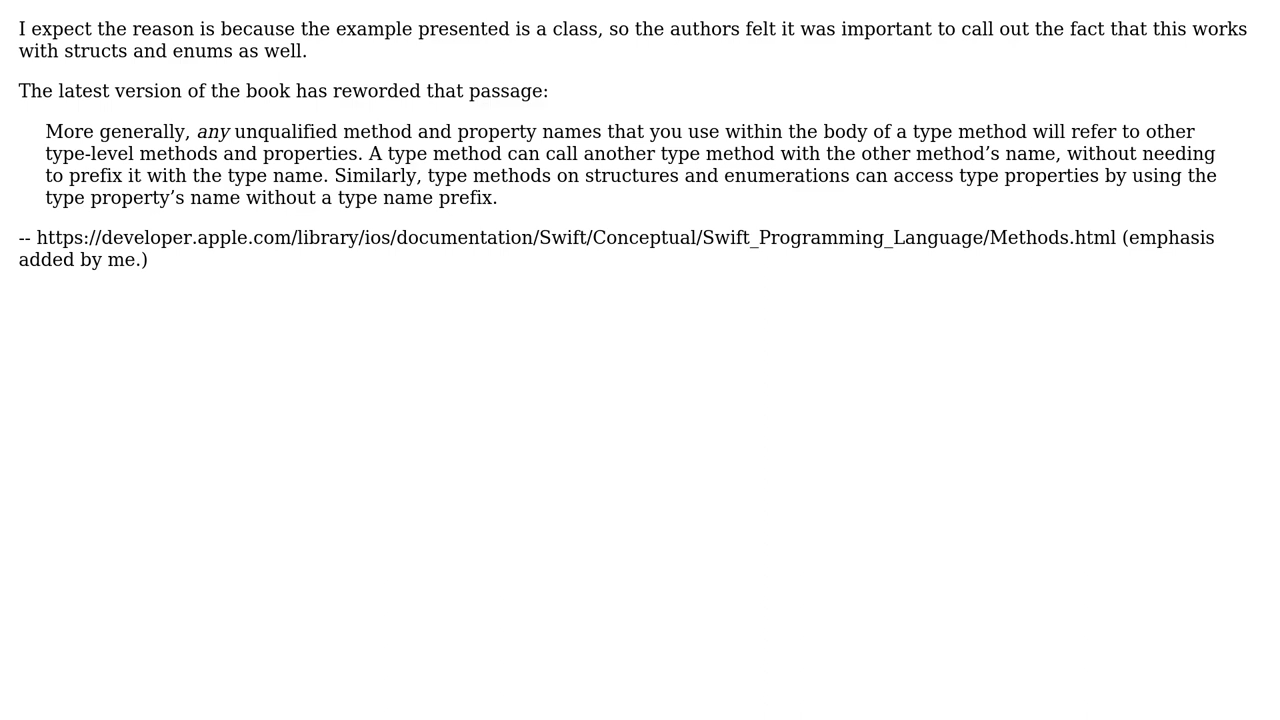 I expect the reason is because the example presented is a class, so the authors felt it was important to call out the fact that this works
with structs and enums as well.
The latest version of the book has reworded that passage:
More generally, any unqualified method and property names that you use within the body of a type method will refer to other
type-level methods and properties. A type method can call another type method with the other method’s name, without needing
to prefix it with the type name. Similarly, type methods on structures and enumerations can access type properties by using the
type property’s name without a type name prefix.
-- https://developer.apple.com/library/ios/documentation/Swift/Conceptual/Swift_Programming_Language/Methods.html (emphasis
added by me.)